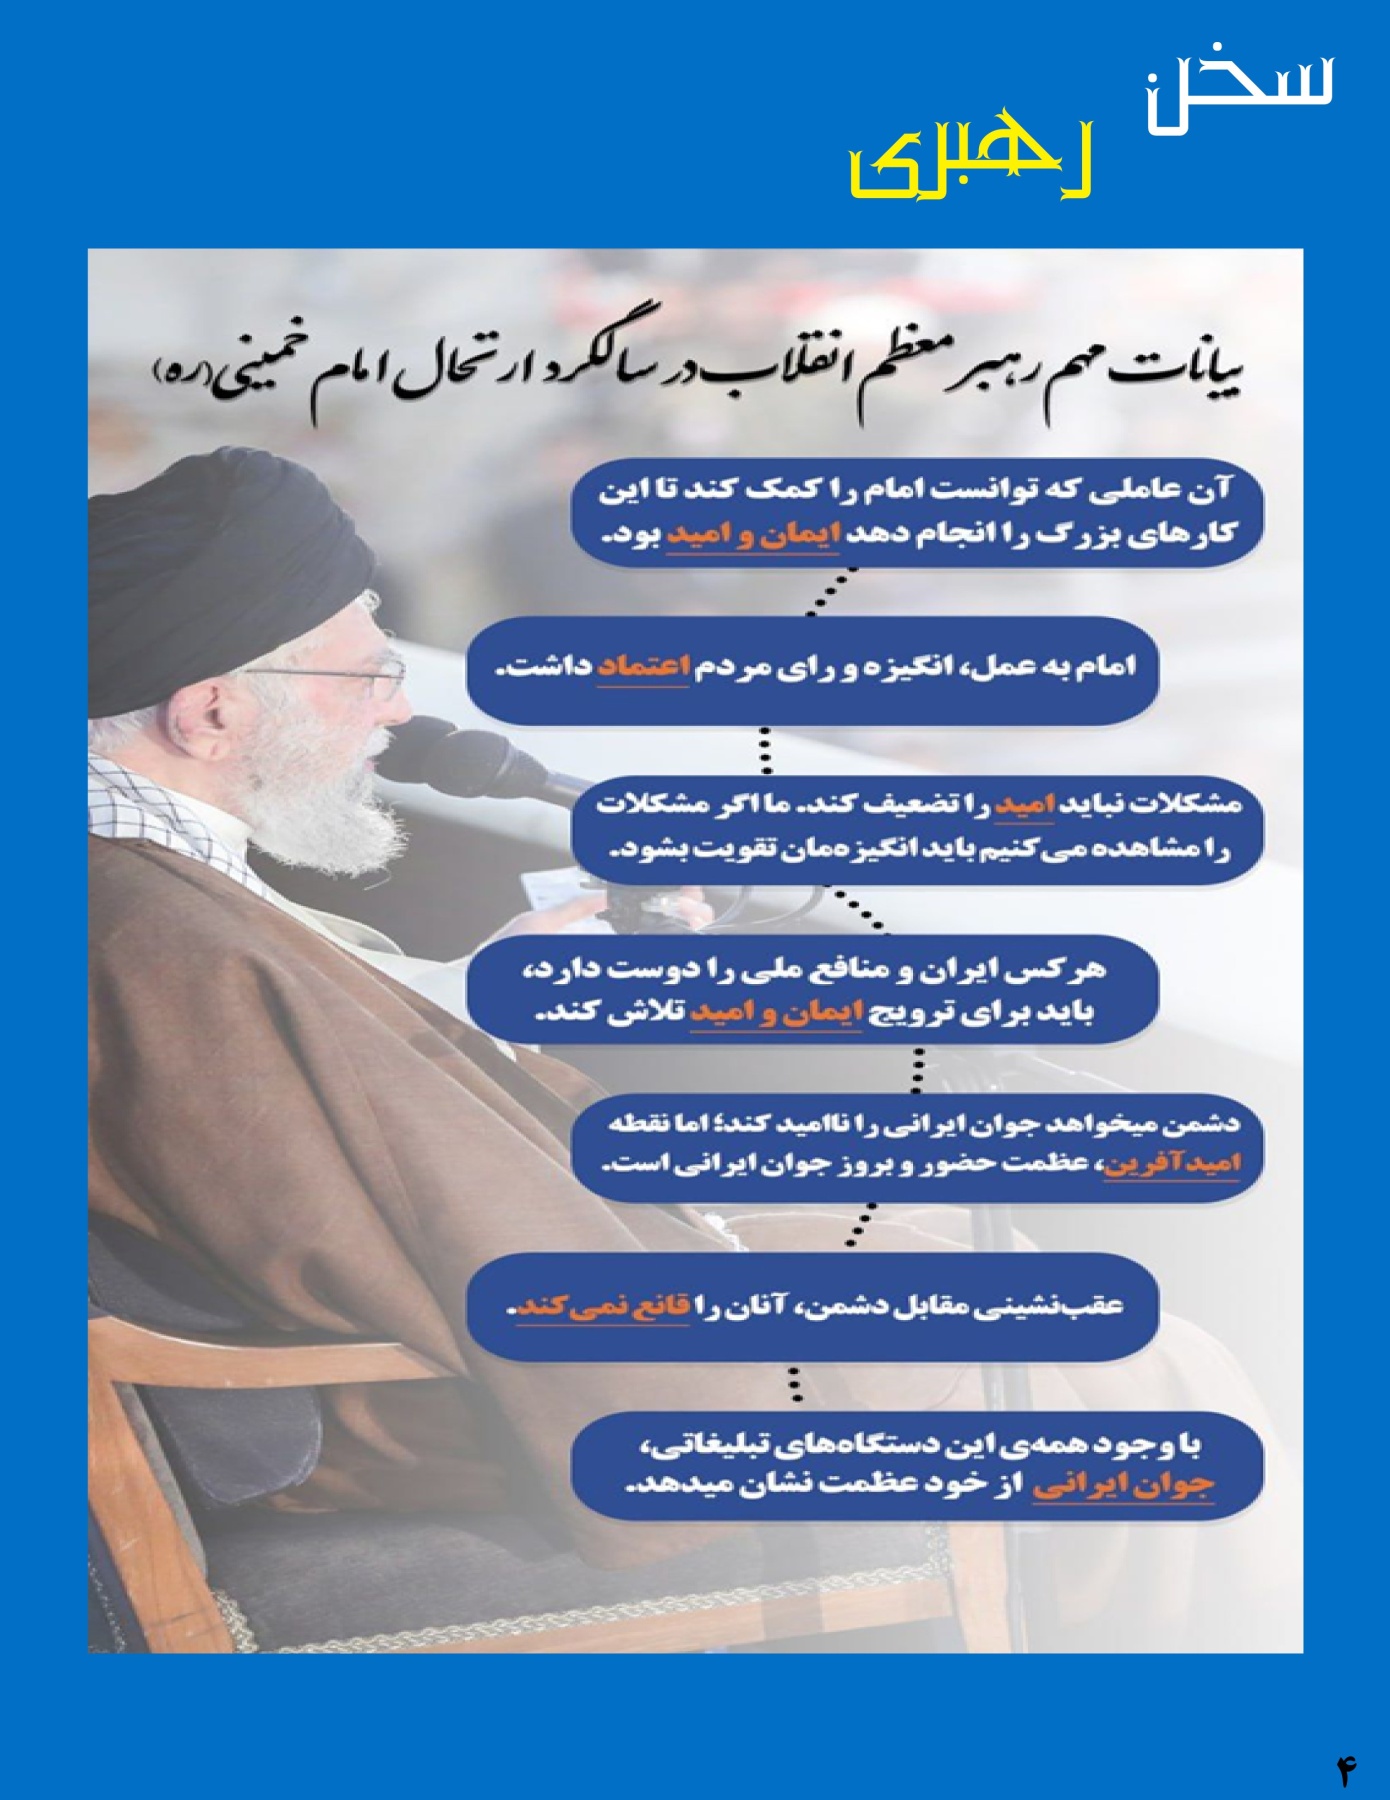 سخن
رهبری
بیانات مهم رهبر معظم انقلاب در سالگرد ارتحال امام خمینی(ره)
آن عاملی که توانست امام را کمک کند تا این
کارهای بزرگ را انجام دهد ایمان و امید بود.
امام به عمل، انگیزه و رای مردم اعتماد داشت.
مشکلات نباید امید را تضعیف کند. ما اگر مشکلات
را مشاهده می‌کنیم باید انگیزه‌مان تقویت بشود.
هرکس ایران و منافع ملی را دوست دارد،
باید برای ترویج ایمان و امید تلاش کند.
دشمن میخواهد جوان ایرانی را ناامید کند؛ اما نقطه
امیدآفرین، عظمت حضور و بروز جوان ایرانی است.
عقب‌نشینی مقابل دشمن، آنان را قانع نمی‌کند.
با وجود همه‌ی این دستگاه‌های تبلیغاتی،
جوان ایرانی از خود عظمت نشان میدهد.
۴